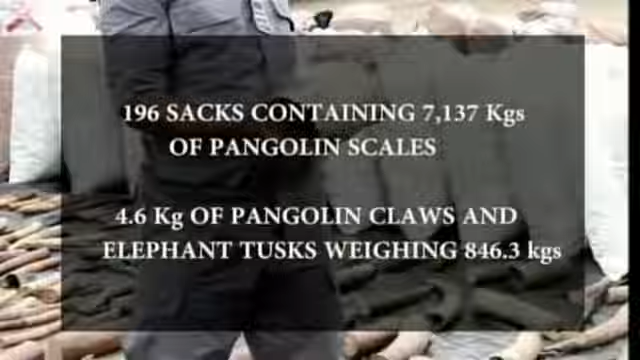 196 SACKS CONTAINING 7,137 Kgs
OF PANGOLIN SCALES
4.6 Kg OF PANGOLIN CLAWS AND
ELEPHANT TUSKS WEIGHING 846.3 kgs